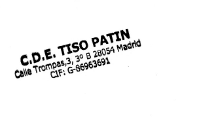 C.D.E. TISO PATIN
Calle Trompas,3, 3º B 28054 Madrid
CIF: G-86963691